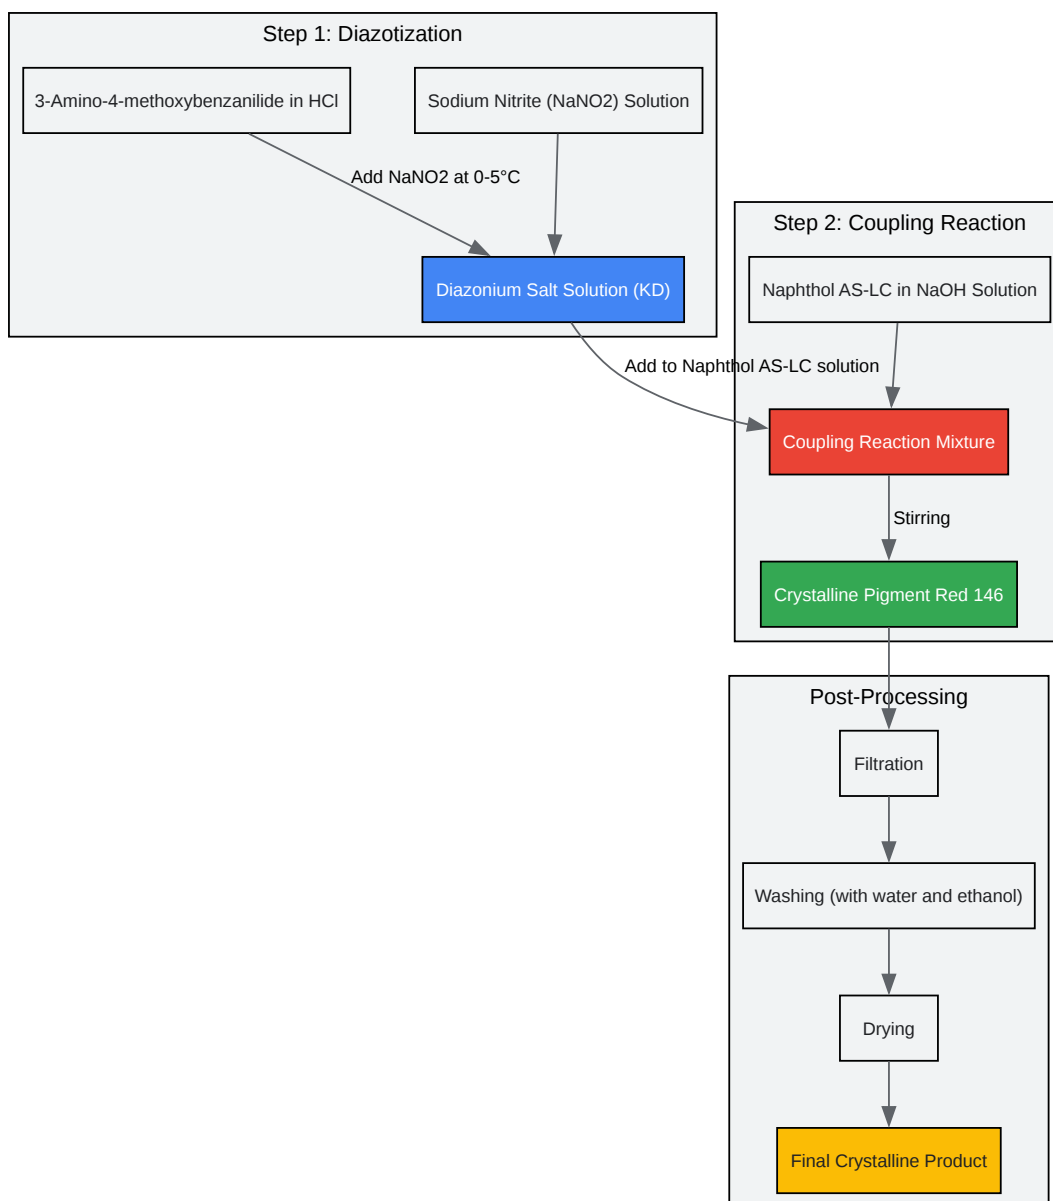 Step 1: Diazotization
3-Amino-4-methoxybenzanilide in HCl
Sodium Nitrite (NaNO2) Solution
Add NaNO2 at 0-5°C
Diazonium Salt Solution (KD)
Step 2: Coupling Reaction
Naphthol AS-LC in NaOH Solution
Add to Naphthol AS-LC solution
Coupling Reaction Mixture
Stirring
Crystalline Pigment Red 146
Post-Processing
Filtration
Washing (with water and ethanol)
Drying
Final Crystalline Product